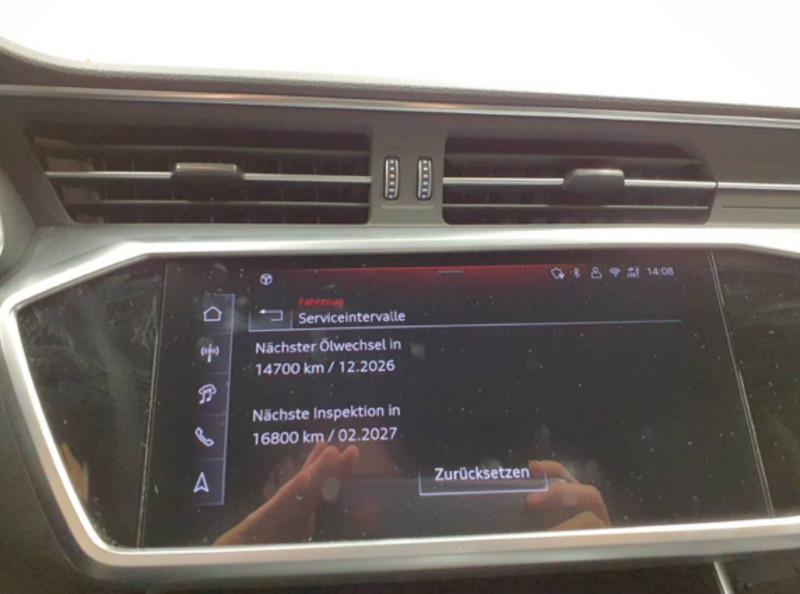 14:08
Fahrzeug
Serviceintervalle
Nächster Ölwechsel in
14700 km / 12.2026
Nächste Inspektion in
16800 km / 02.2027
Zurücksetzen